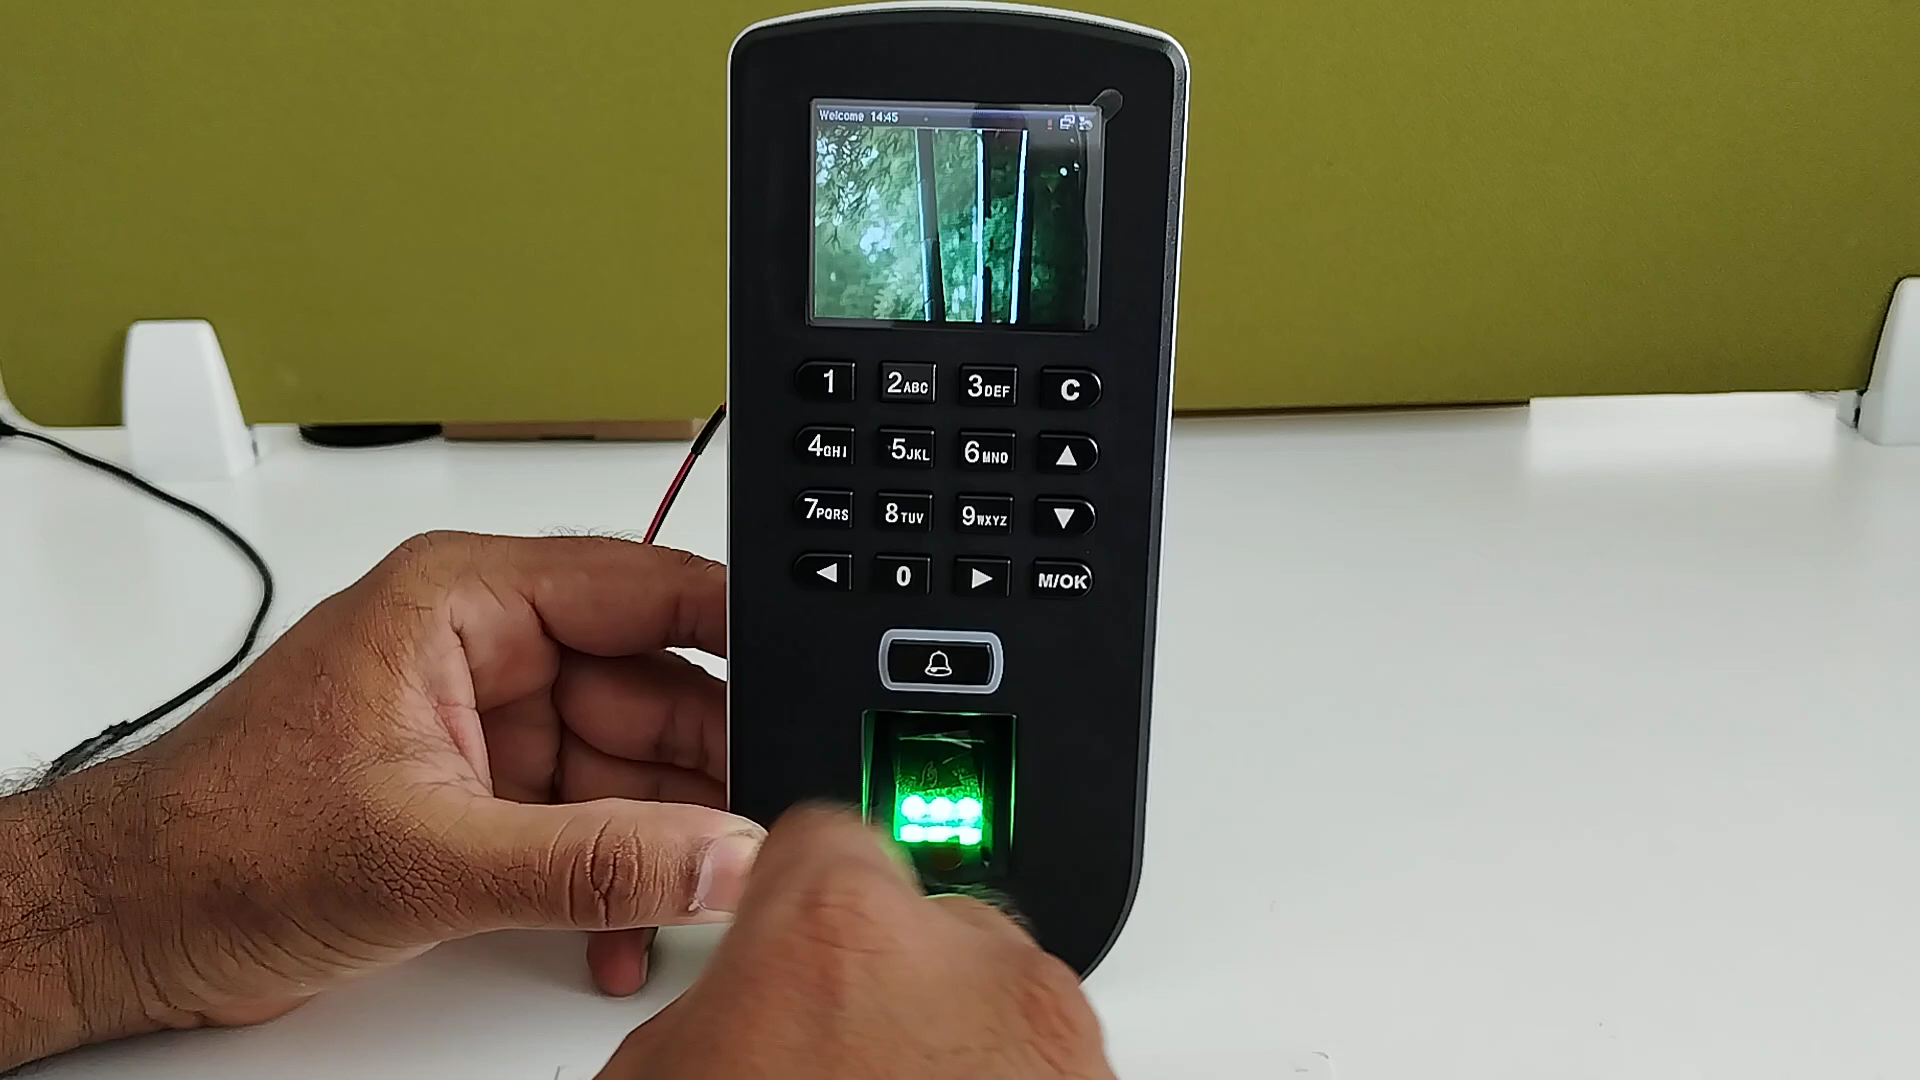 Welcome 14:45
1 2ABC 3DEF C
4GHI 5JKL 6MNO ▲
7PQRS 8TUV 9WXYZ ▼
◀ 0 ▶ M/OK